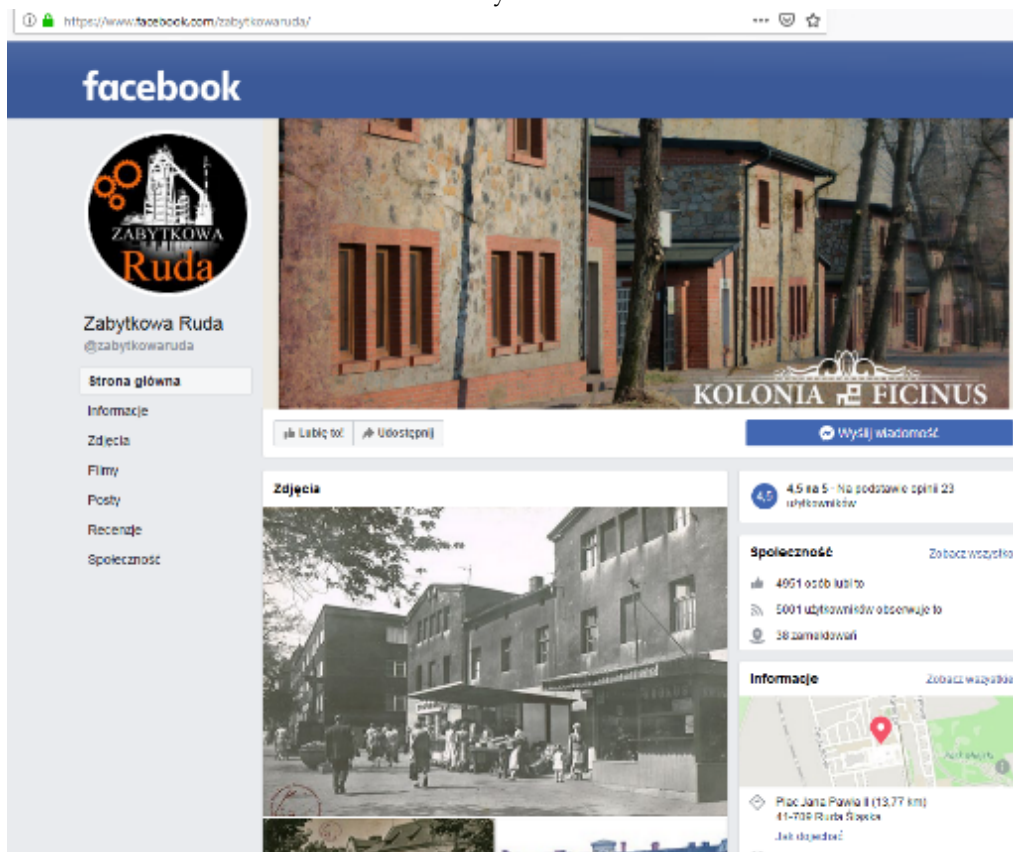 https://www.facebook.com/zabytkowaruda/
facebook
ZABYTKOWA
Ruda
Zabytkowa Ruda
@zabytkowaruda
Strona główna
Informacje
Zdjęcia
Filmy
Posty
Recenzje
Społeczność
KOLONIA FICINUS
Lubię to!
Udostępnij
Wyślij wiadomość
Zdjęcia
4,5
4,5 na 5 - Na podstawie opinii 23
użytkowników
Społeczność
Zobacz wszystko
4951 osób lubi to
5001 użytkowników obserwuje to
38 zameldowań
Informacje
Zobacz wszystkie
Plac Jana Pawła II (13,77 km)
41-709 Ruda Śląska
Jak dojechać